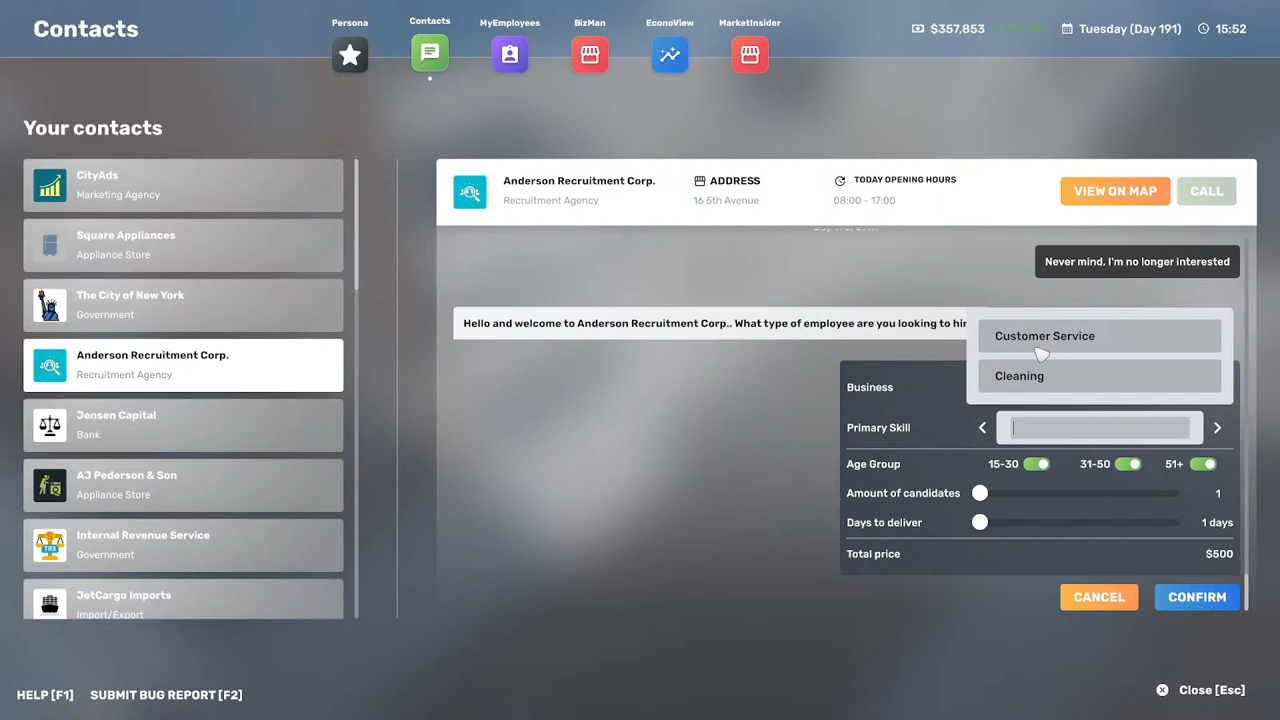 Contacts
Persona
Contacts
MyEmployees
BizMan
EconoView
MarketInsider
$357,853
Tuesday (Day 191)
15:52
Your contacts
CityAds
Marketing Agency
Square Appliances
Appliance Store
The City of New York
Government
Anderson Recruitment Corp.
Recruitment Agency
Jensen Capital
Bank
AJ Pederson & Son
Appliance Store
Internal Revenue Service
Government
TRX
JetCargo Imports
Import/Export
Anderson Recruitment Corp.
Recruitment Agency
ADDRESS
16 5th Avenue
TODAY OPENING HOURS
08:00 - 17:00
VIEW ON MAP
CALL
Never mind, I'm no longer interested
Hello and welcome to Anderson Recruitment Corp.. What type of employee are you looking to hir
Customer Service
Cleaning
Business
Primary Skill
Age Group
15-30
31-50
51+
Amount of candidates
1
Days to deliver
1 days
Total price
$500
CANCEL
CONFIRM
HELP [F1]
SUBMIT BUG REPORT [F2]
Close [Esc]